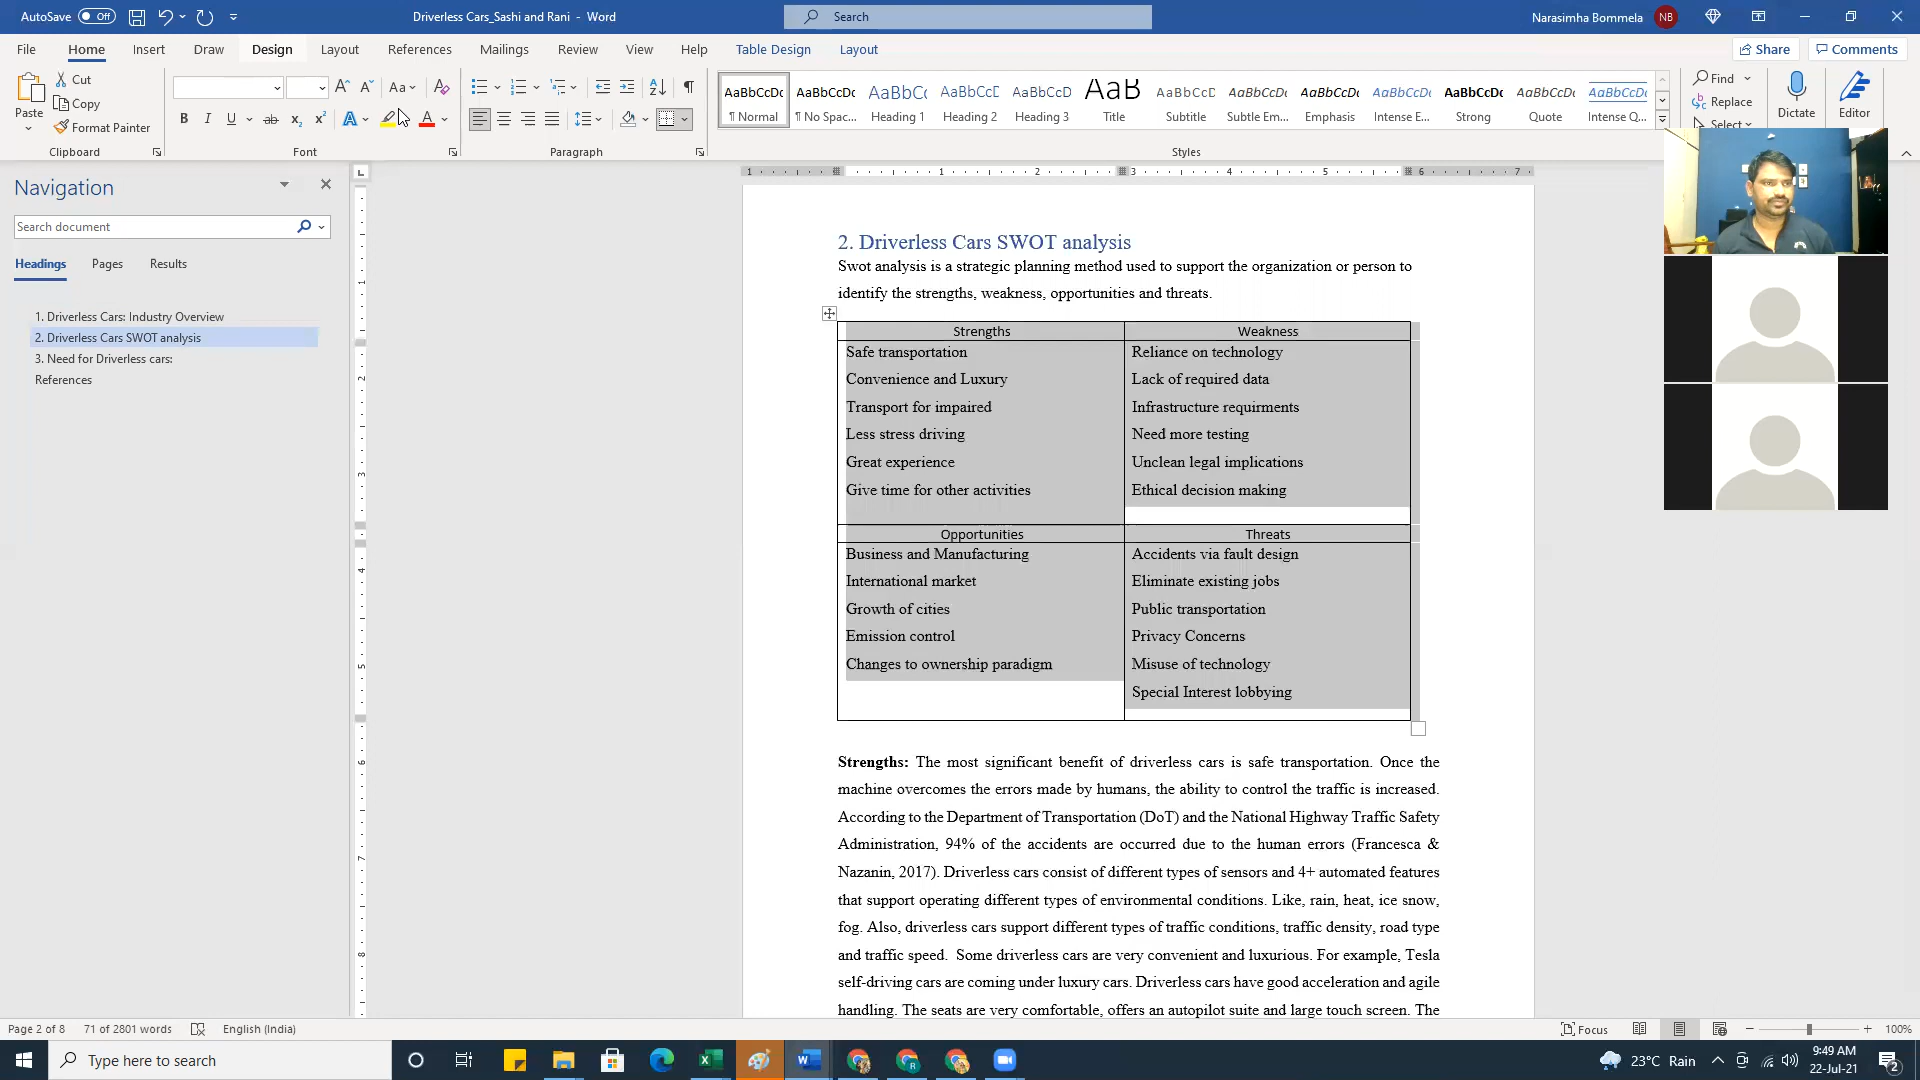 AutoSave Off
Driverless Cars_Sashi and Rani - Word
Search
Narasimha Bommela NB
File Home Insert Draw Design Layout References Mailings Review View Help Table Design Layout
Share Comments
Paste
Cut
Copy
Format Painter
Clipboard
Font
Paragraph
AaBbCcDc AaBbCcDc AaBbCc AaBbCcD AaBbCcD AaB AaBbCcD AaBbCcDc AaBbCcDc AaBbCcDc AaBbCcDc AaBbCcDc AaBbCcDc
¶ Normal ¶ No Spac... Heading 1 Heading 2 Heading 3 Title Subtitle Subtle Em... Emphasis Intense E... Strong Quote Intense Q...
Styles
Find
Replace
Select
Dictate
Editor
Navigation
Search document
Headings Pages Results
1. Driverless Cars: Industry Overview
2. Driverless Cars SWOT analysis
3. Need for Driverless cars:
References
2. Driverless Cars SWOT analysis
Swot analysis is a strategic planning method used to support the organization or person to
identify the strengths, weakness, opportunities and threats.
Strengths Weakness
Safe transportation Reliance on technology
Convenience and Luxury Lack of required data
Transport for impaired Infrastructure requirments
Less stress driving Need more testing
Great experience Unclean legal implications
Give time for other activities Ethical decision making
Opportunities Threats
Business and Manufacturing Accidents via fault design
International market Eliminate existing jobs
Growth of cities Public transportation
Emission control Privacy Concerns
Changes to ownership paradigm Misuse of technology
Special Interest lobbying
Strengths: The most significant benefit of driverless cars is safe transportation. Once the
machine overcomes the errors made by humans, the ability to control the traffic is increased.
According to the Department of Transportation (DoT) and the National Highway Traffic Safety
Administration, 94% of the accidents are occurred due to the human errors (Francesca &
Nazanin, 2017). Driverless cars consist of different types of sensors and 4+ automated features
that support operating different types of environmental conditions. Like, rain, heat, ice snow,
fog. Also, driverless cars support different types of traffic conditions, traffic density, road type
and traffic speed. Some driverless cars are very convenient and luxurious. For example, Tesla
self-driving cars are coming under luxury cars. Driverless cars have good acceleration and agile
handling. The seats are very comfortable, offers an autopilot suite and large touch screen. The
Page 2 of 8 71 of 2801 words English (India)
Focus 100%
Type here to search
23°C Rain
9:49 AM
22-Jul-21
2